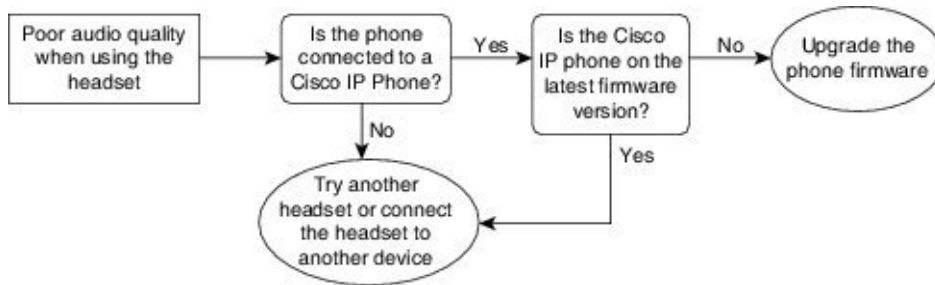 Poor audio quality
when using the
headset
Is the phone
connected to a
Cisco IP Phone?
Yes
Is the Cisco
IP phone on the
latest firmware
version?
No
Upgrade the
phone firmware
No
Yes
Try another
headset or connect
the headset to
another device